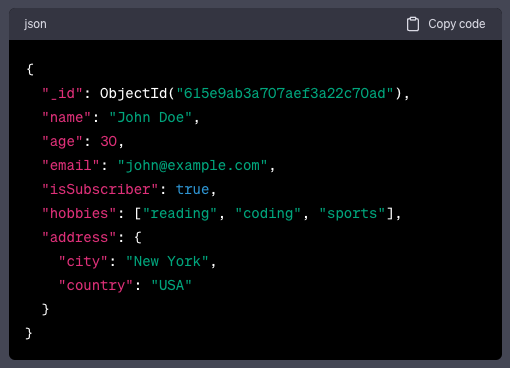 json
Copy code
{
  "_id": ObjectId("615e9ab3a707aef3a22c70ad"),
  "name": "John Doe",
  "age": 30,
  "email": "john@example.com",
  "isSubscriber": true,
  "hobbies": ["reading", "coding", "sports"],
  "address": {
    "city": "New York",
    "country": "USA"
  }
}